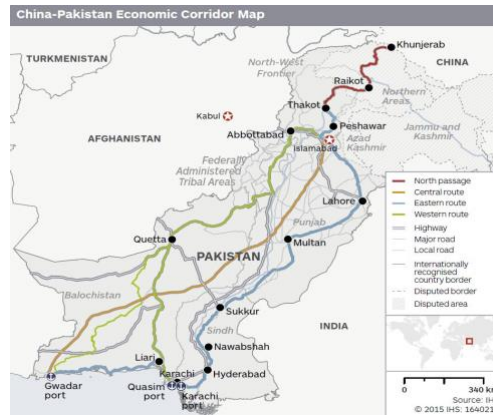 China-Pakistan Economic Corridor Map
TURKMENISTAN
North-West
Frontier
Khunjerab
CHINA
Raikot
Northern
Areas
Thakot
Kabul
Peshawar
Abbottabad
Azad
Kashmir
Jammu and
Kashmir
Islamabad
AFGHANISTAN
Federally
Administered
Tribal Areas
Lahore
Punjab
Quetta
PAKISTAN
Multan
Balochistan
Sukkur
Sindh
INDIA
Nawabshah
Liari
Hyderabad
Gwadar
port
Karachi
Quasim
port
Karachi
port
North passage
Central route
Eastern route
Western route
Highway
Major road
Local road
Internationally
recognised
country border
Disputed border
Disputed area
0 340 km
Source: IH
© 2015 IHS: 164021